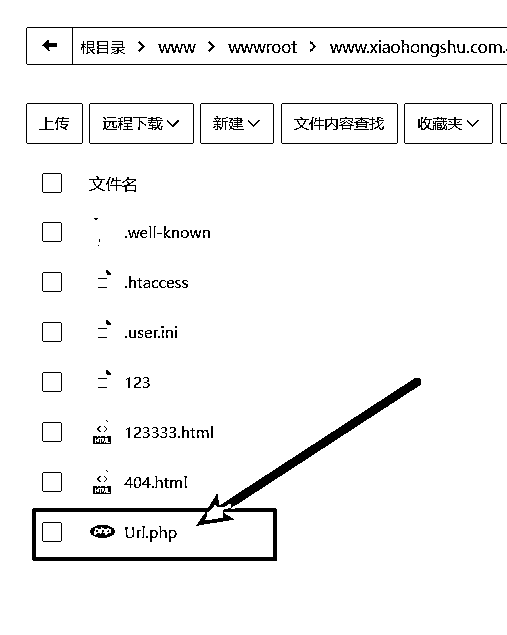 根目录 > www > wwwroot > www.xiaohongshu.com.
上传 远程下载 新建 文件内容查找 收藏夹
文件名
.well-known
.htaccess
.user.ini
123
123333.html
404.html
Url.php